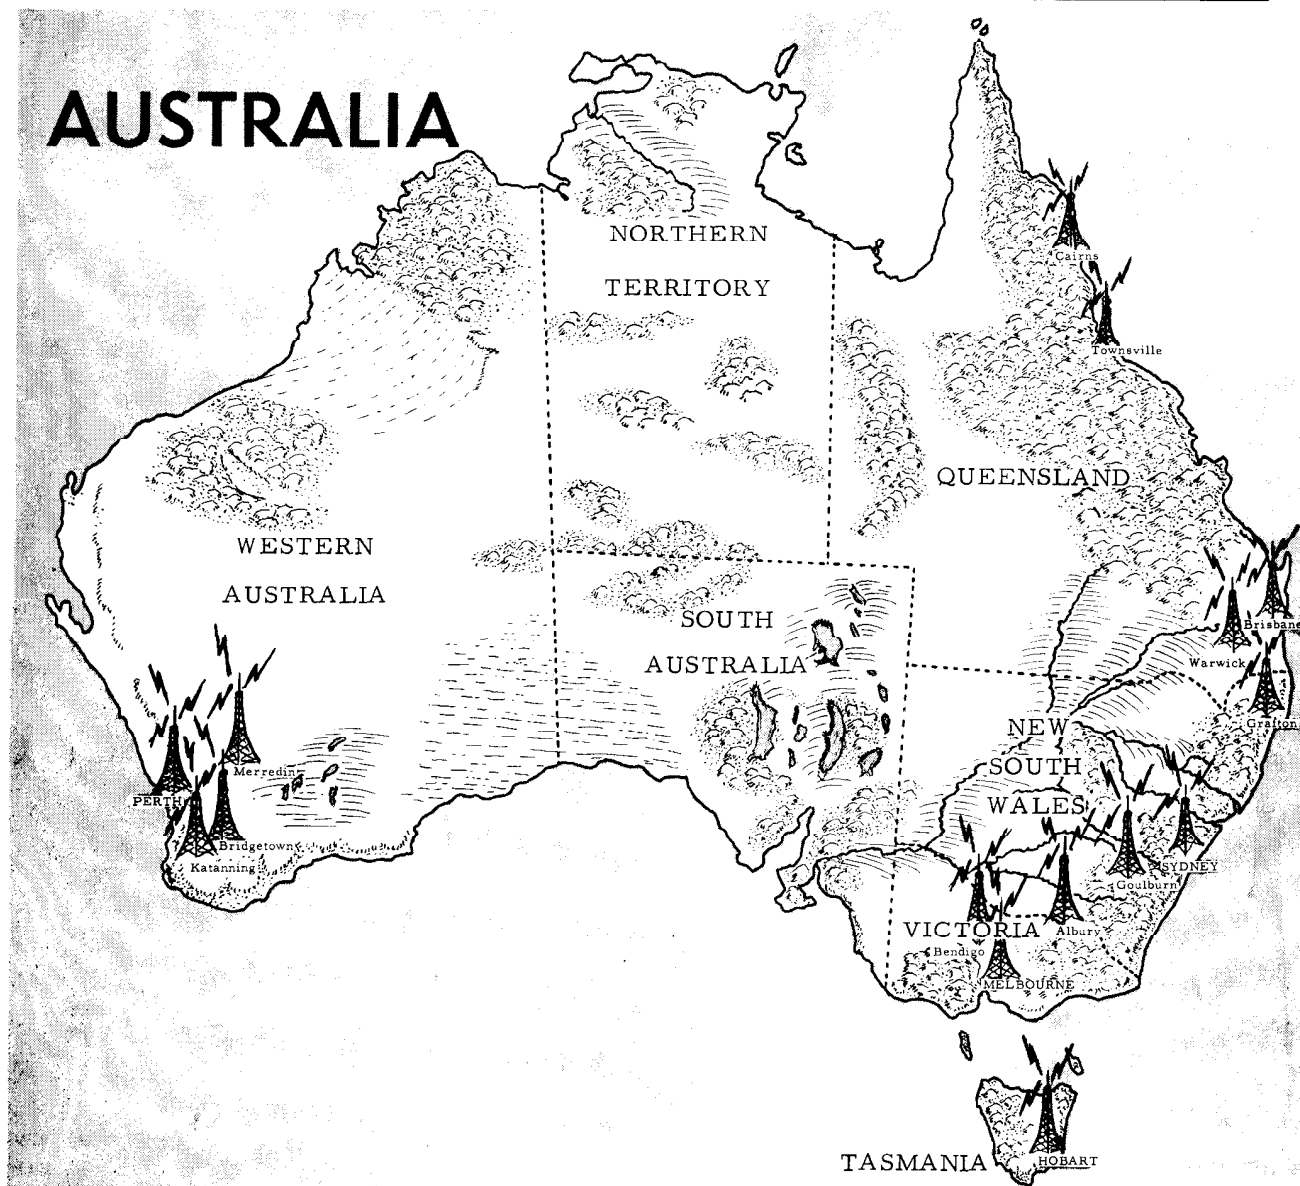 AUSTRALIA
NORTHERN
TERRITORY
Cairns
Townsville
QUEENSLAND
WESTERN
AUSTRALIA
SOUTH
AUSTRALIA
Brisbane
Warwick
Grafton
NEW
SOUTH
WALES
Merredin
PERTH
Bridgetown
Katanning
SYDNEY
Goulburn
VICTORIA
Albury
Bendigo
MELBOURNE
TASMANIA
HOBART